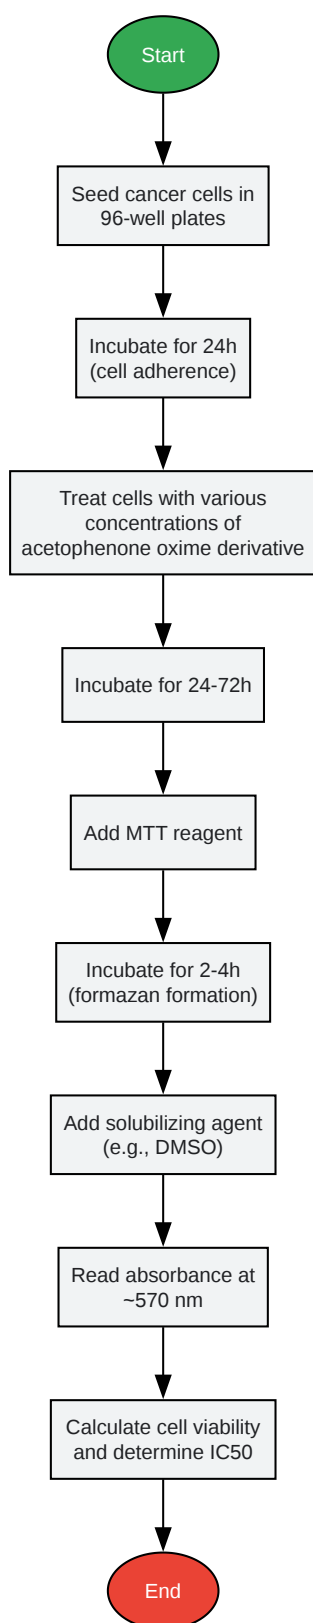 Start
Seed cancer cells in
96-well plates
Incubate for 24h
(cell adherence)
Treat cells with various
concentrations of
acetophenone oxime derivative
Incubate for 24-72h
Add MTT reagent
Incubate for 2-4h
(formazan formation)
Add solubilizing agent
(e.g., DMSO)
Read absorbance at
~570 nm
Calculate cell viability
and determine IC50
End